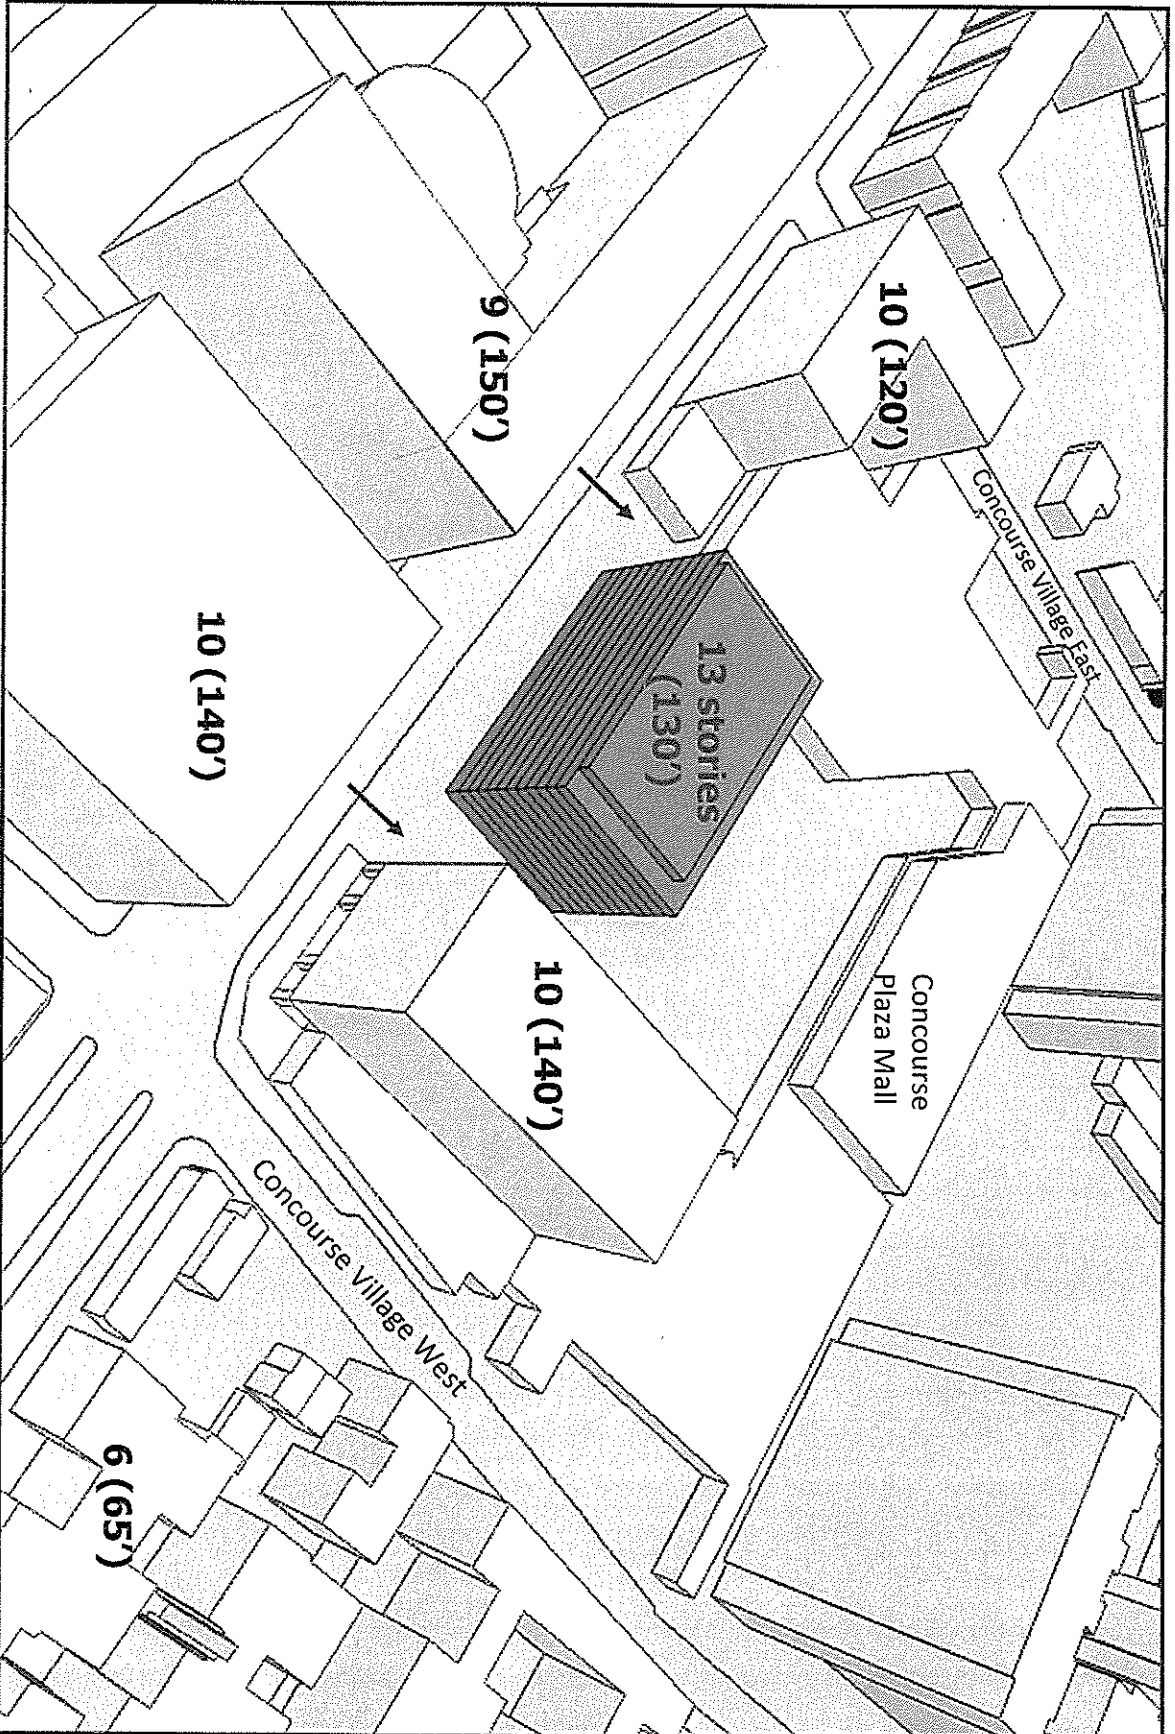 Concourse Village East
10 (120')
Concourse
Plaza Mall
13 stories
(130')
10 (140')
9 (150')
Concourse Village West
10 (140')
6 (65')